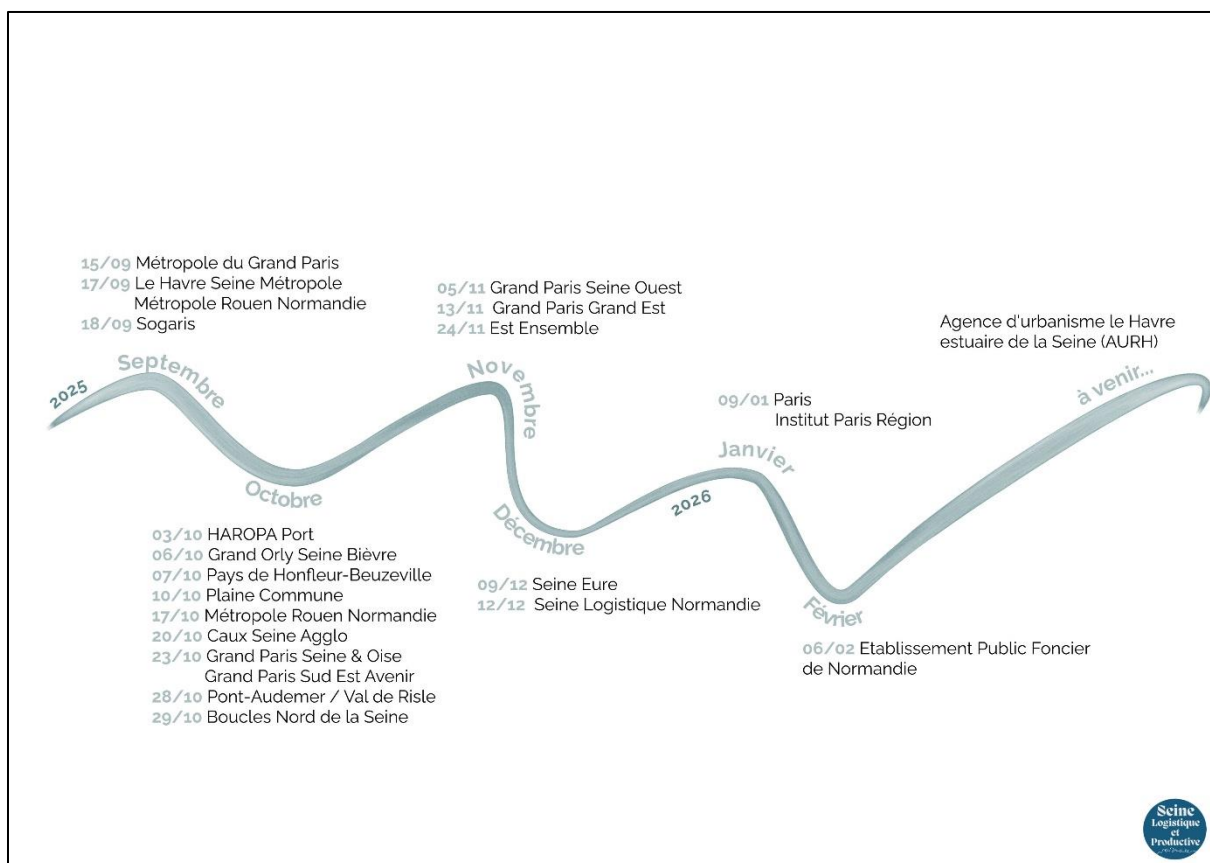 15/09 Métropole du Grand Paris
17/09 Le Havre Seine Métropole
Métropole Rouen Normandie
18/09 Sogaris
2025
Septembre
Octobre
03/10 HAROPA Port
06/10 Grand Orly Seine Bièvre
07/10 Pays de Honfleur-Beuzeville
10/10 Plaine Commune
17/10 Métropole Rouen Normandie
20/10 Caux Seine Agglo
23/10 Grand Paris Seine & Oise
Grand Paris Sud Est Avenir
28/10 Pont-Audemer / Val de Risle
29/10 Boucles Nord de la Seine
05/11 Grand Paris Seine Ouest
13/11 Grand Paris Grand Est
24/11 Est Ensemble
Novembre
Décembre
09/12 Seine Eure
12/12 Seine Logistique Normandie
2026
09/01 Paris
Institut Paris Région
Janvier
Février
06/02 Etablissement Public Foncier
de Normandie
Agence d'urbanisme le Havre
estuaire de la Seine (AURH)
à venir...
Seine
Logistique
et
Productive